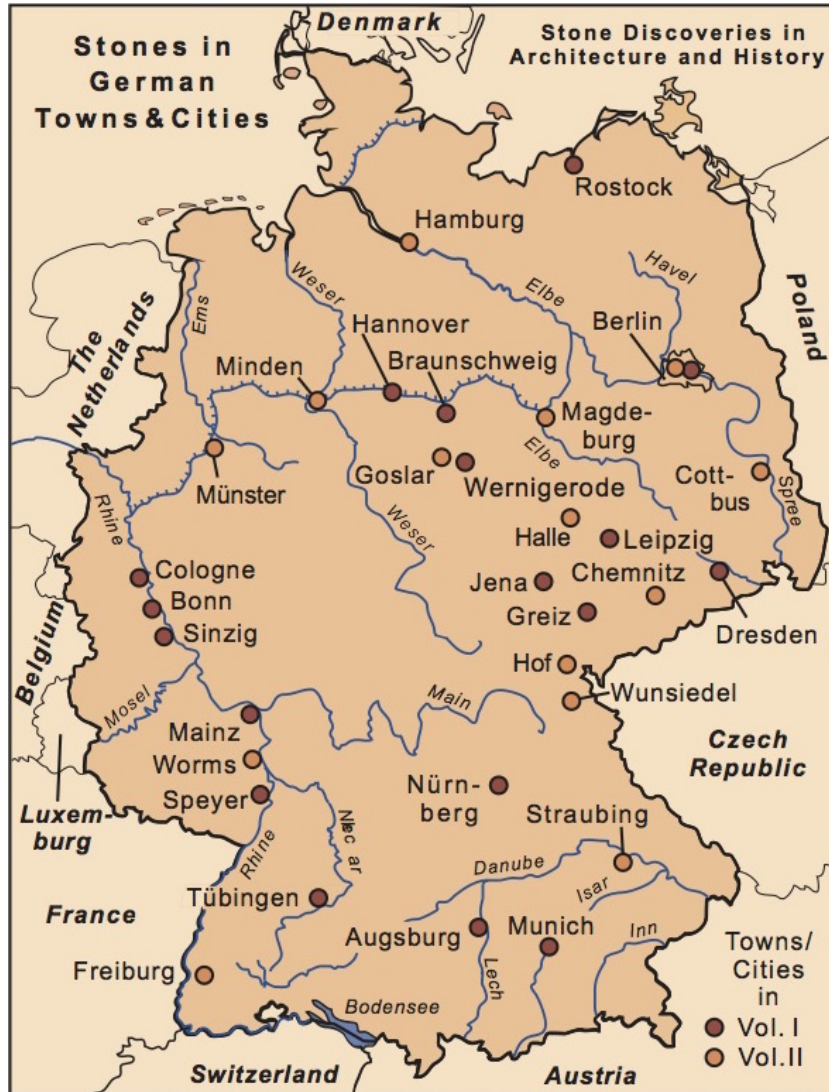 Stones in
German
Towns&Cities
Denmark
Stone Discoveries in
Architecture and History
Rostock
Hamburg
Havel
Weser
Elbe
Ems
Poland
The
Netherlands
Hannover
Berlin
Braunschweig
Minden
Magde-
burg
Elbe
Goslar
Wernigerode
Cott-
bus
Spree
Münster
Rhine
Weser
Halle
Leipzig
Cologne
Jena
Chemnitz
Bonn
Greiz
Sinzig
Dresden
Belgium
Hof
Mosel
Main
Wunsiedel
Mainz
Czech
Republic
Worms
Nürn-
berg
Speyer
Straubing
Luxem-
burg
Rhine
Danube
Isar
Tübingen
France
Augsburg
Munich
Inn
Lech
Freiburg
Bodensee
Towns/
Cities
in
Vol. I
Vol.II
Switzerland
Austria